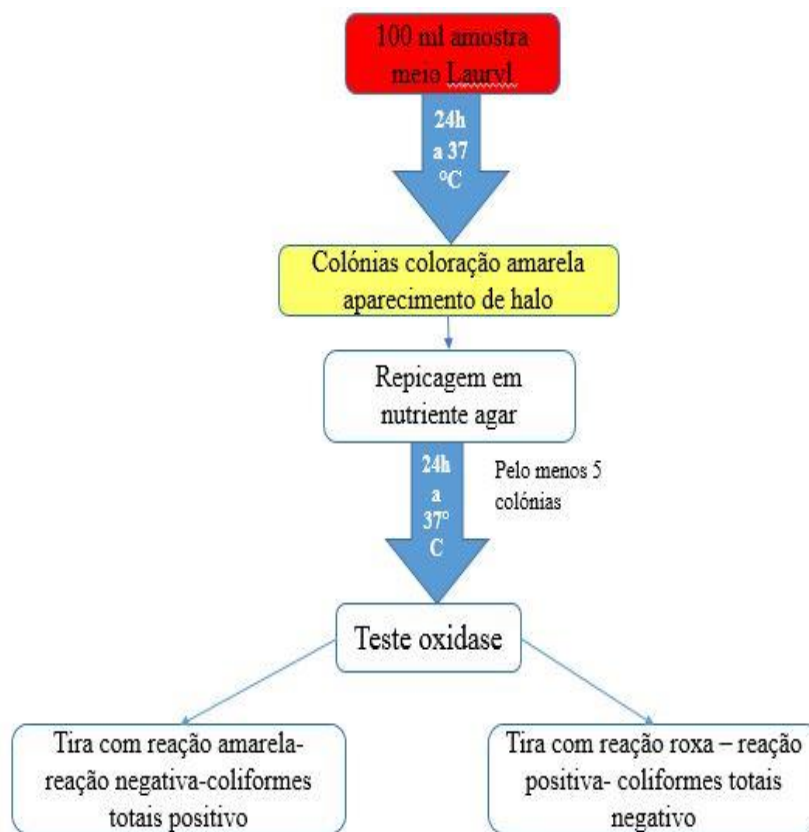 100 ml amostra
meio Lauryl
24h
a 37
°C
Colónias coloração amarela
aparecimento de halo
Repicagem em
nutriente agar
24h
a
37°
C
Pelo menos 5
colónias
Teste oxidase
Tira com reação amarela-
reação negativa-coliformes
totais positivo
Tira com reação roxa – reação
positiva- coliformes totais
negativo